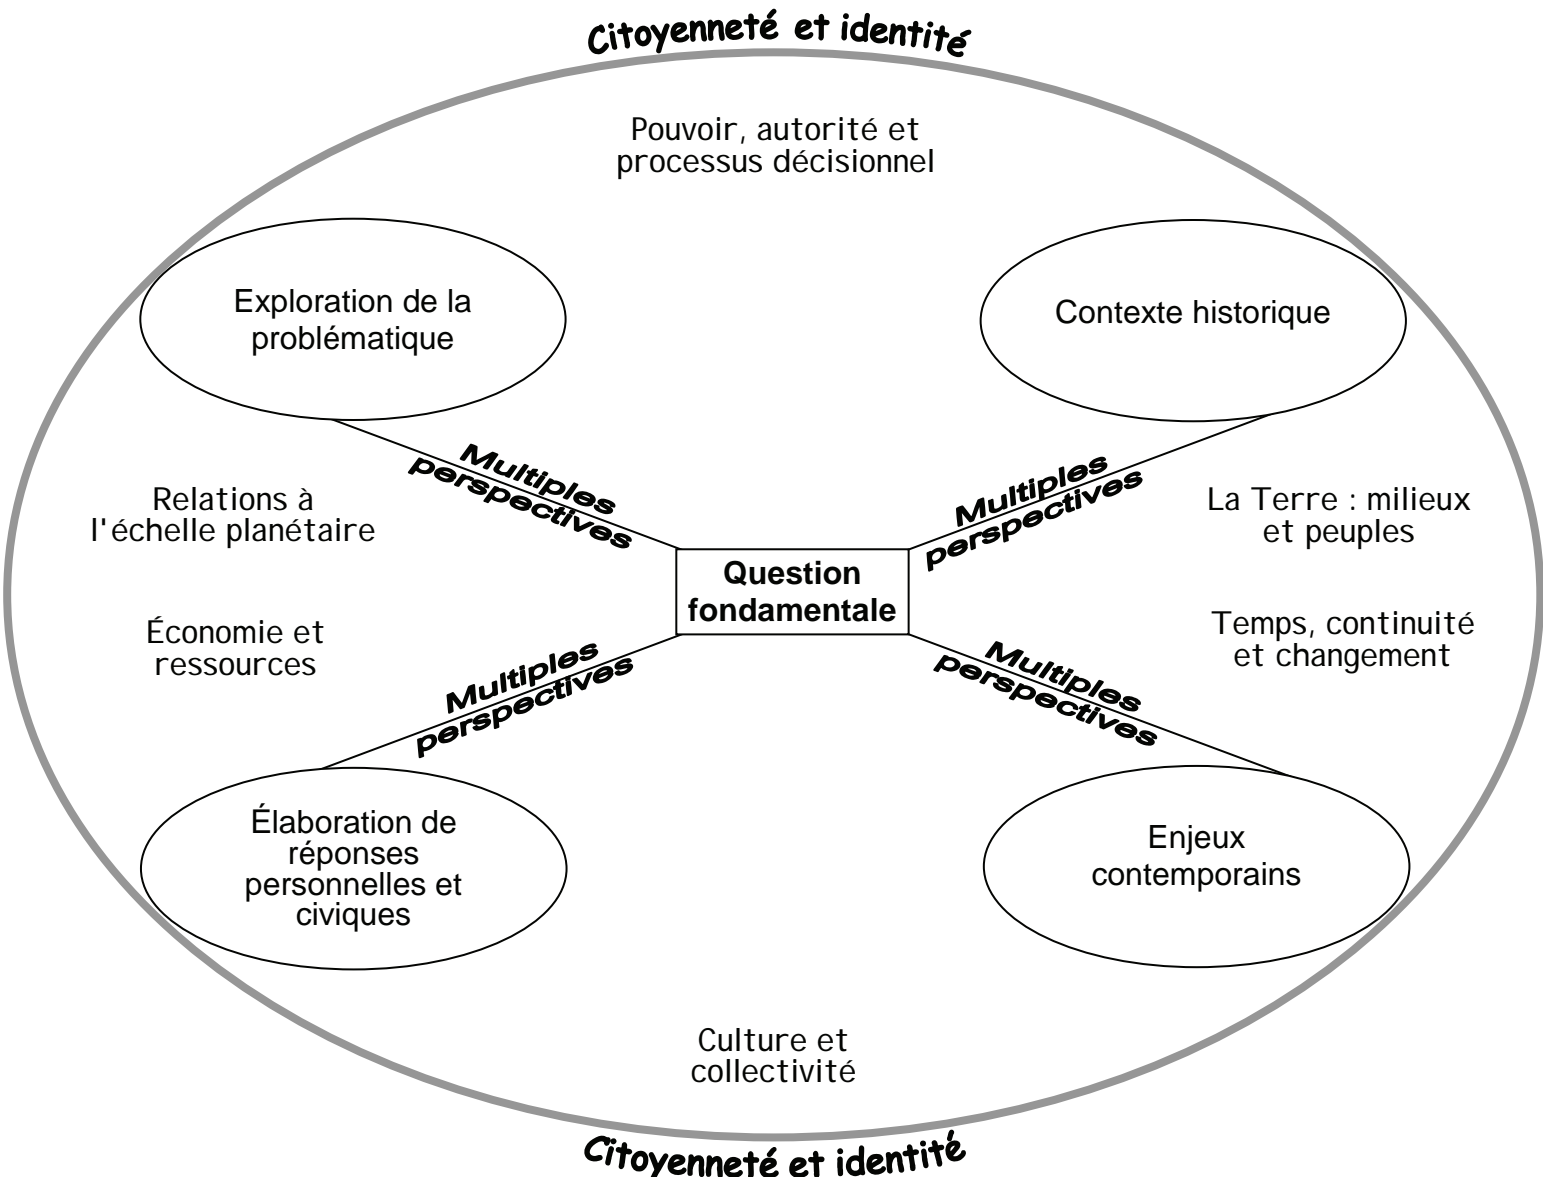 Citoyenneté et identité
Pouvoir, autorité et
processus décisionnel
Exploration de la
problématique
Contexte historique
Multiples
perspectives
Multiples
perspectives
Relations à
l'échelle planétaire
La Terre : milieux
et peuples
Question
fondamentale
Économie et
ressources
Temps, continuité
et changement
Multiples
perspectives
Multiples
perspectives
Élaboration de
réponses
personnelles et
civiques
Enjeux
contemporains
Culture et
collectivité
Citoyenneté et identité